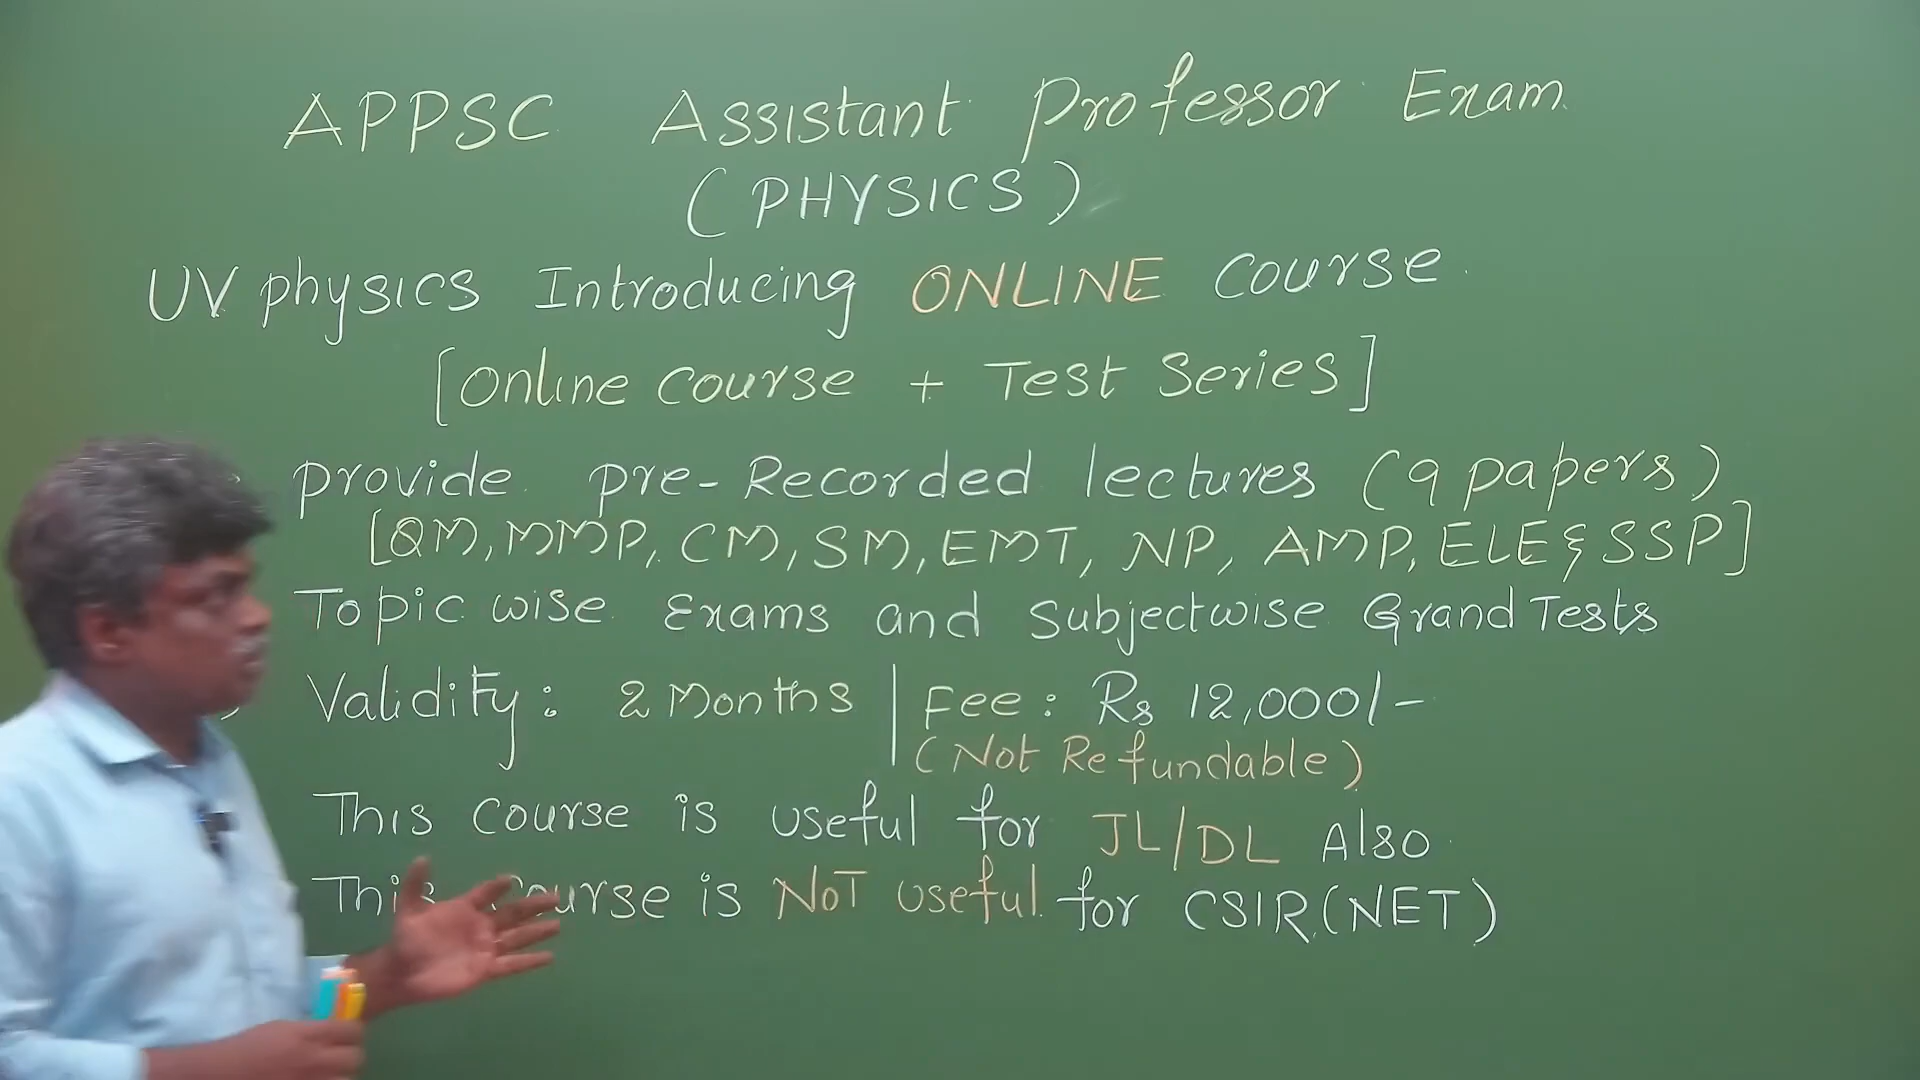 APPSC Assistant Professor Exam
(PHYSICS)
UV physics Introducing ONLINE course
[Online course + Test Series]
provide pre-Recorded lectures (9 papers)
[QM, MMP, CM, SM, EMT, NP, AMP, ELE & SSP]
Topic wise Exams and Subjectwise Grand Tests
Validity: 2 Months | Fee: Rs 12,000/-
(Not Refundable)
This course is useful for JL/DL Also
This course is NOT useful for CSIR(NET)